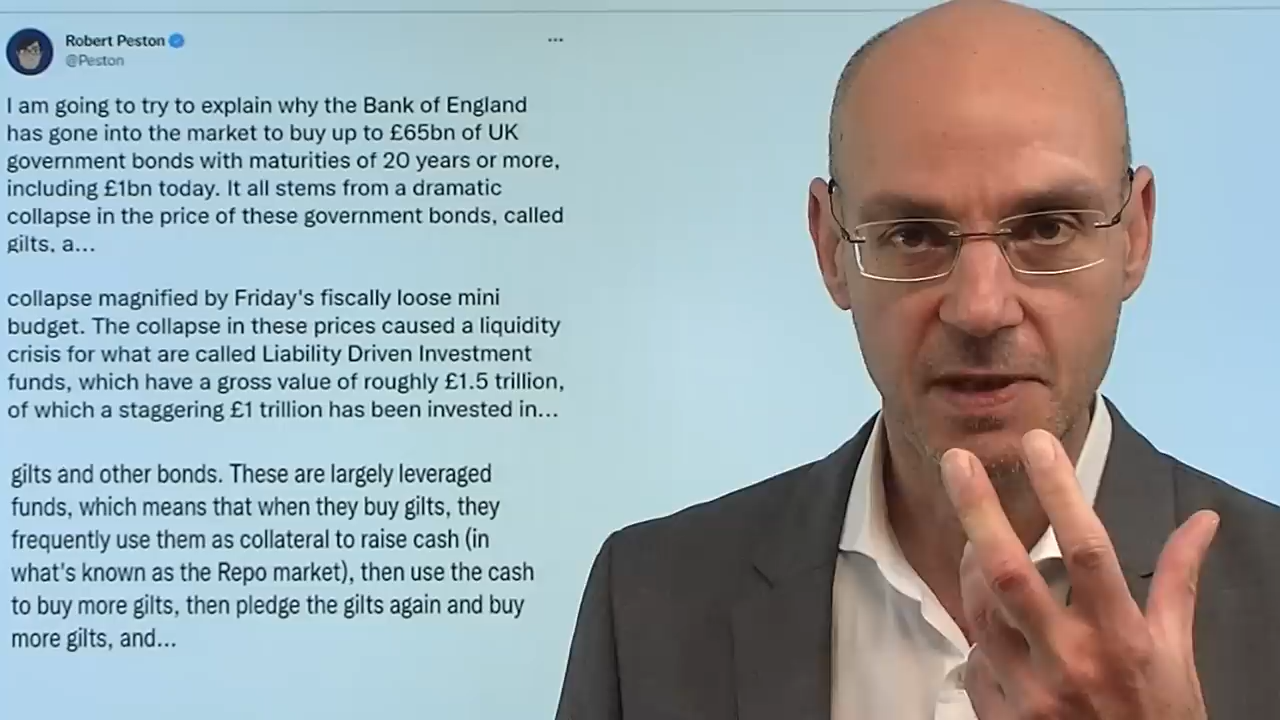 Robert Peston
@Peston
I am going to try to explain why the Bank of England
has gone into the market to buy up to £65bn of UK
government bonds with maturities of 20 years or more,
including £1bn today. It all stems from a dramatic
collapse in the price of these government bonds, called
gilts, a...
collapse magnified by Friday's fiscally loose mini
budget. The collapse in these prices caused a liquidity
crisis for what are called Liability Driven Investment
funds, which have a gross value of roughly £1.5 trillion,
of which a staggering £1 trillion has been invested in...
gilts and other bonds. These are largely leveraged
funds, which means that when they buy gilts, they
frequently use them as collateral to raise cash (in
what's known as the Repo market), then use the cash
to buy more gilts, then pledge the gilts again and buy
more gilts, and...